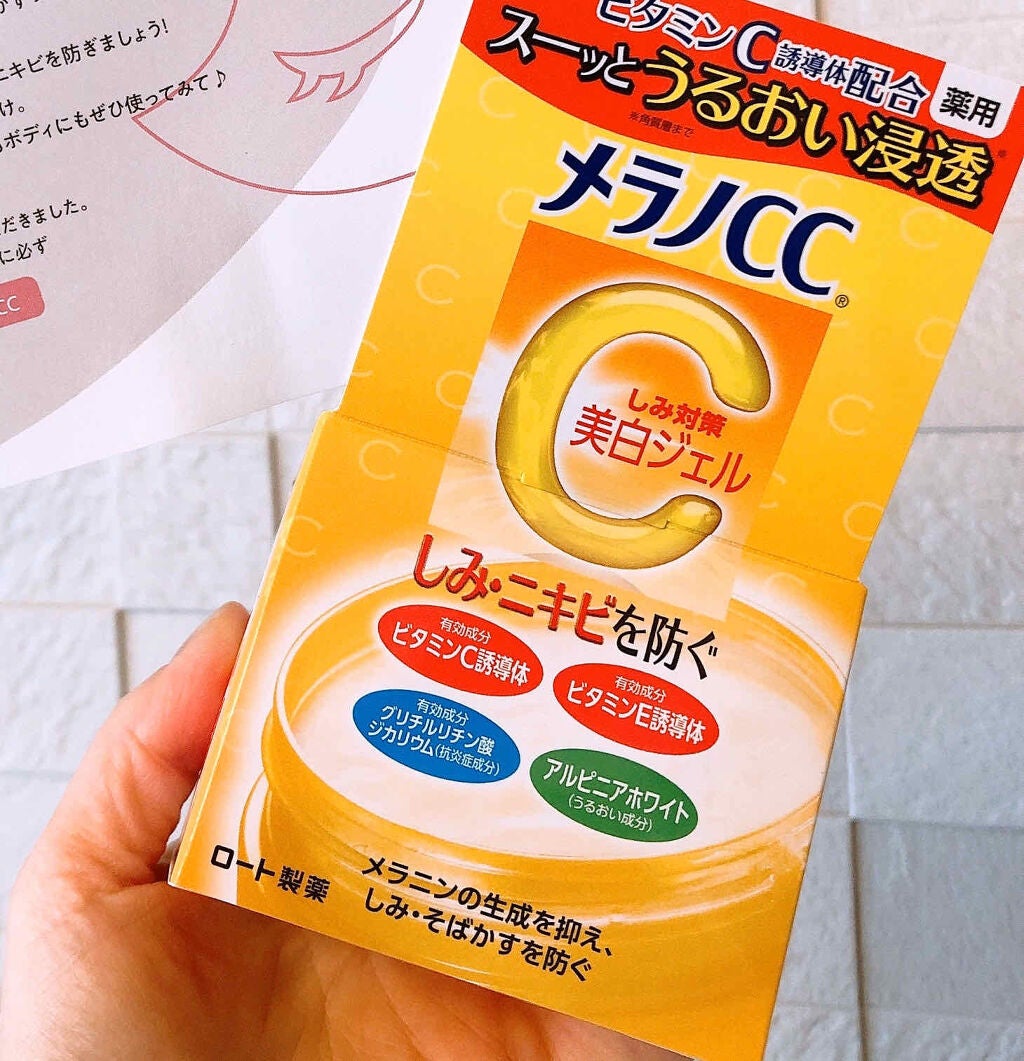 ニキビを防ぎましょう!
け。
ボディにもぜひ使ってみて♪
だきました。
に必ず
CC
ビタミンC誘導体配合
薬用
スーッとうるおい浸透※
※角質層まで
メラノCC®
しみ対策
美白ジェル
しみ・ニキビを防ぐ
有効成分
ビタミンC誘導体
有効成分
ビタミンE誘導体
有効成分
グリチルリチン酸
ジカリウム(抗炎症成分)
アルピニアホワイト
(うるおい成分)
ロート製薬
メラニンの生成を抑え、
しみ・そばかすを防ぐ